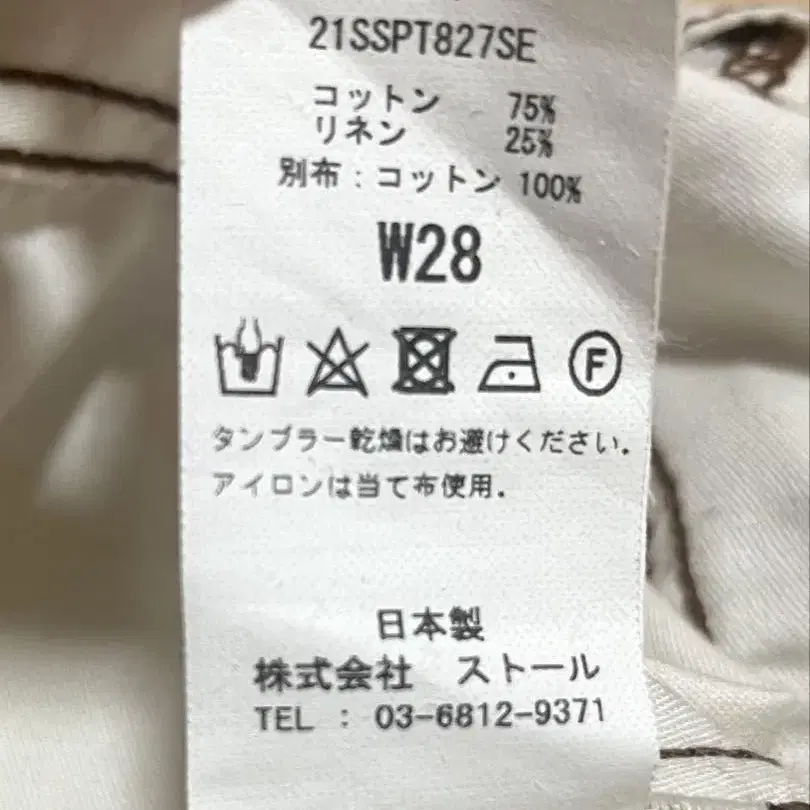 21SSPT827SE
コットン 75%
リネン 25%
別布：コットン 100%
W28
F
タンブラー乾燥はお避けください.
アイロンは当て布使用.
日本製
株式会社 ストール
TEL : 03-6812-9371